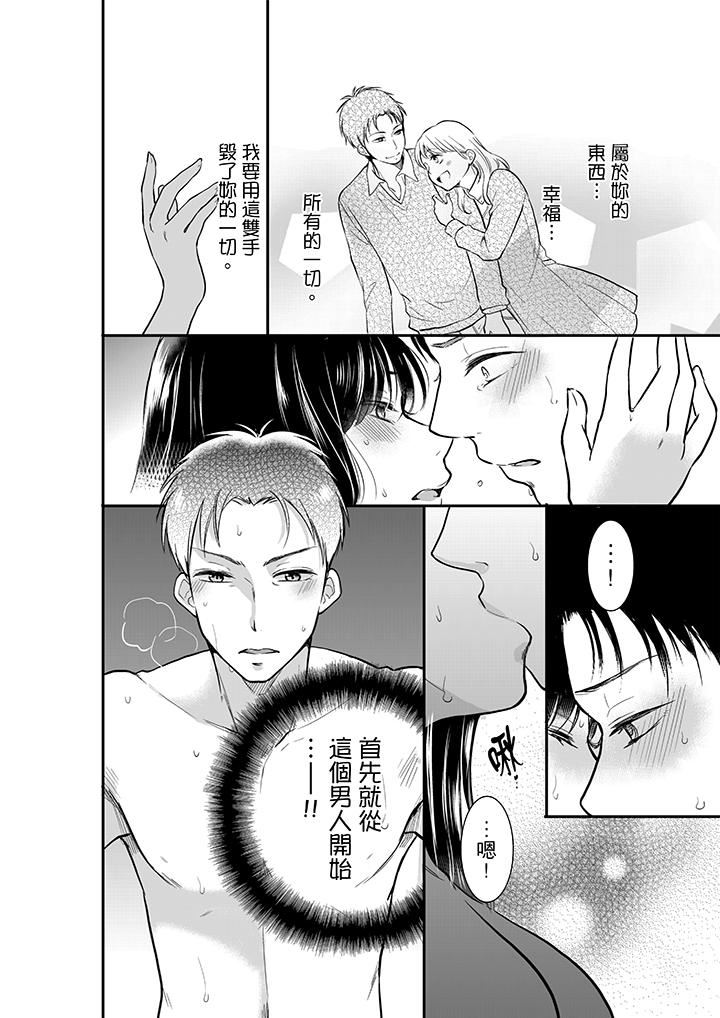 屬於妳的
東西…
幸福…
所有的一切。
我要用這雙手
毀了妳的一切。
…！
啾
…嗯！
首先就從
這個男人開始
…──!!